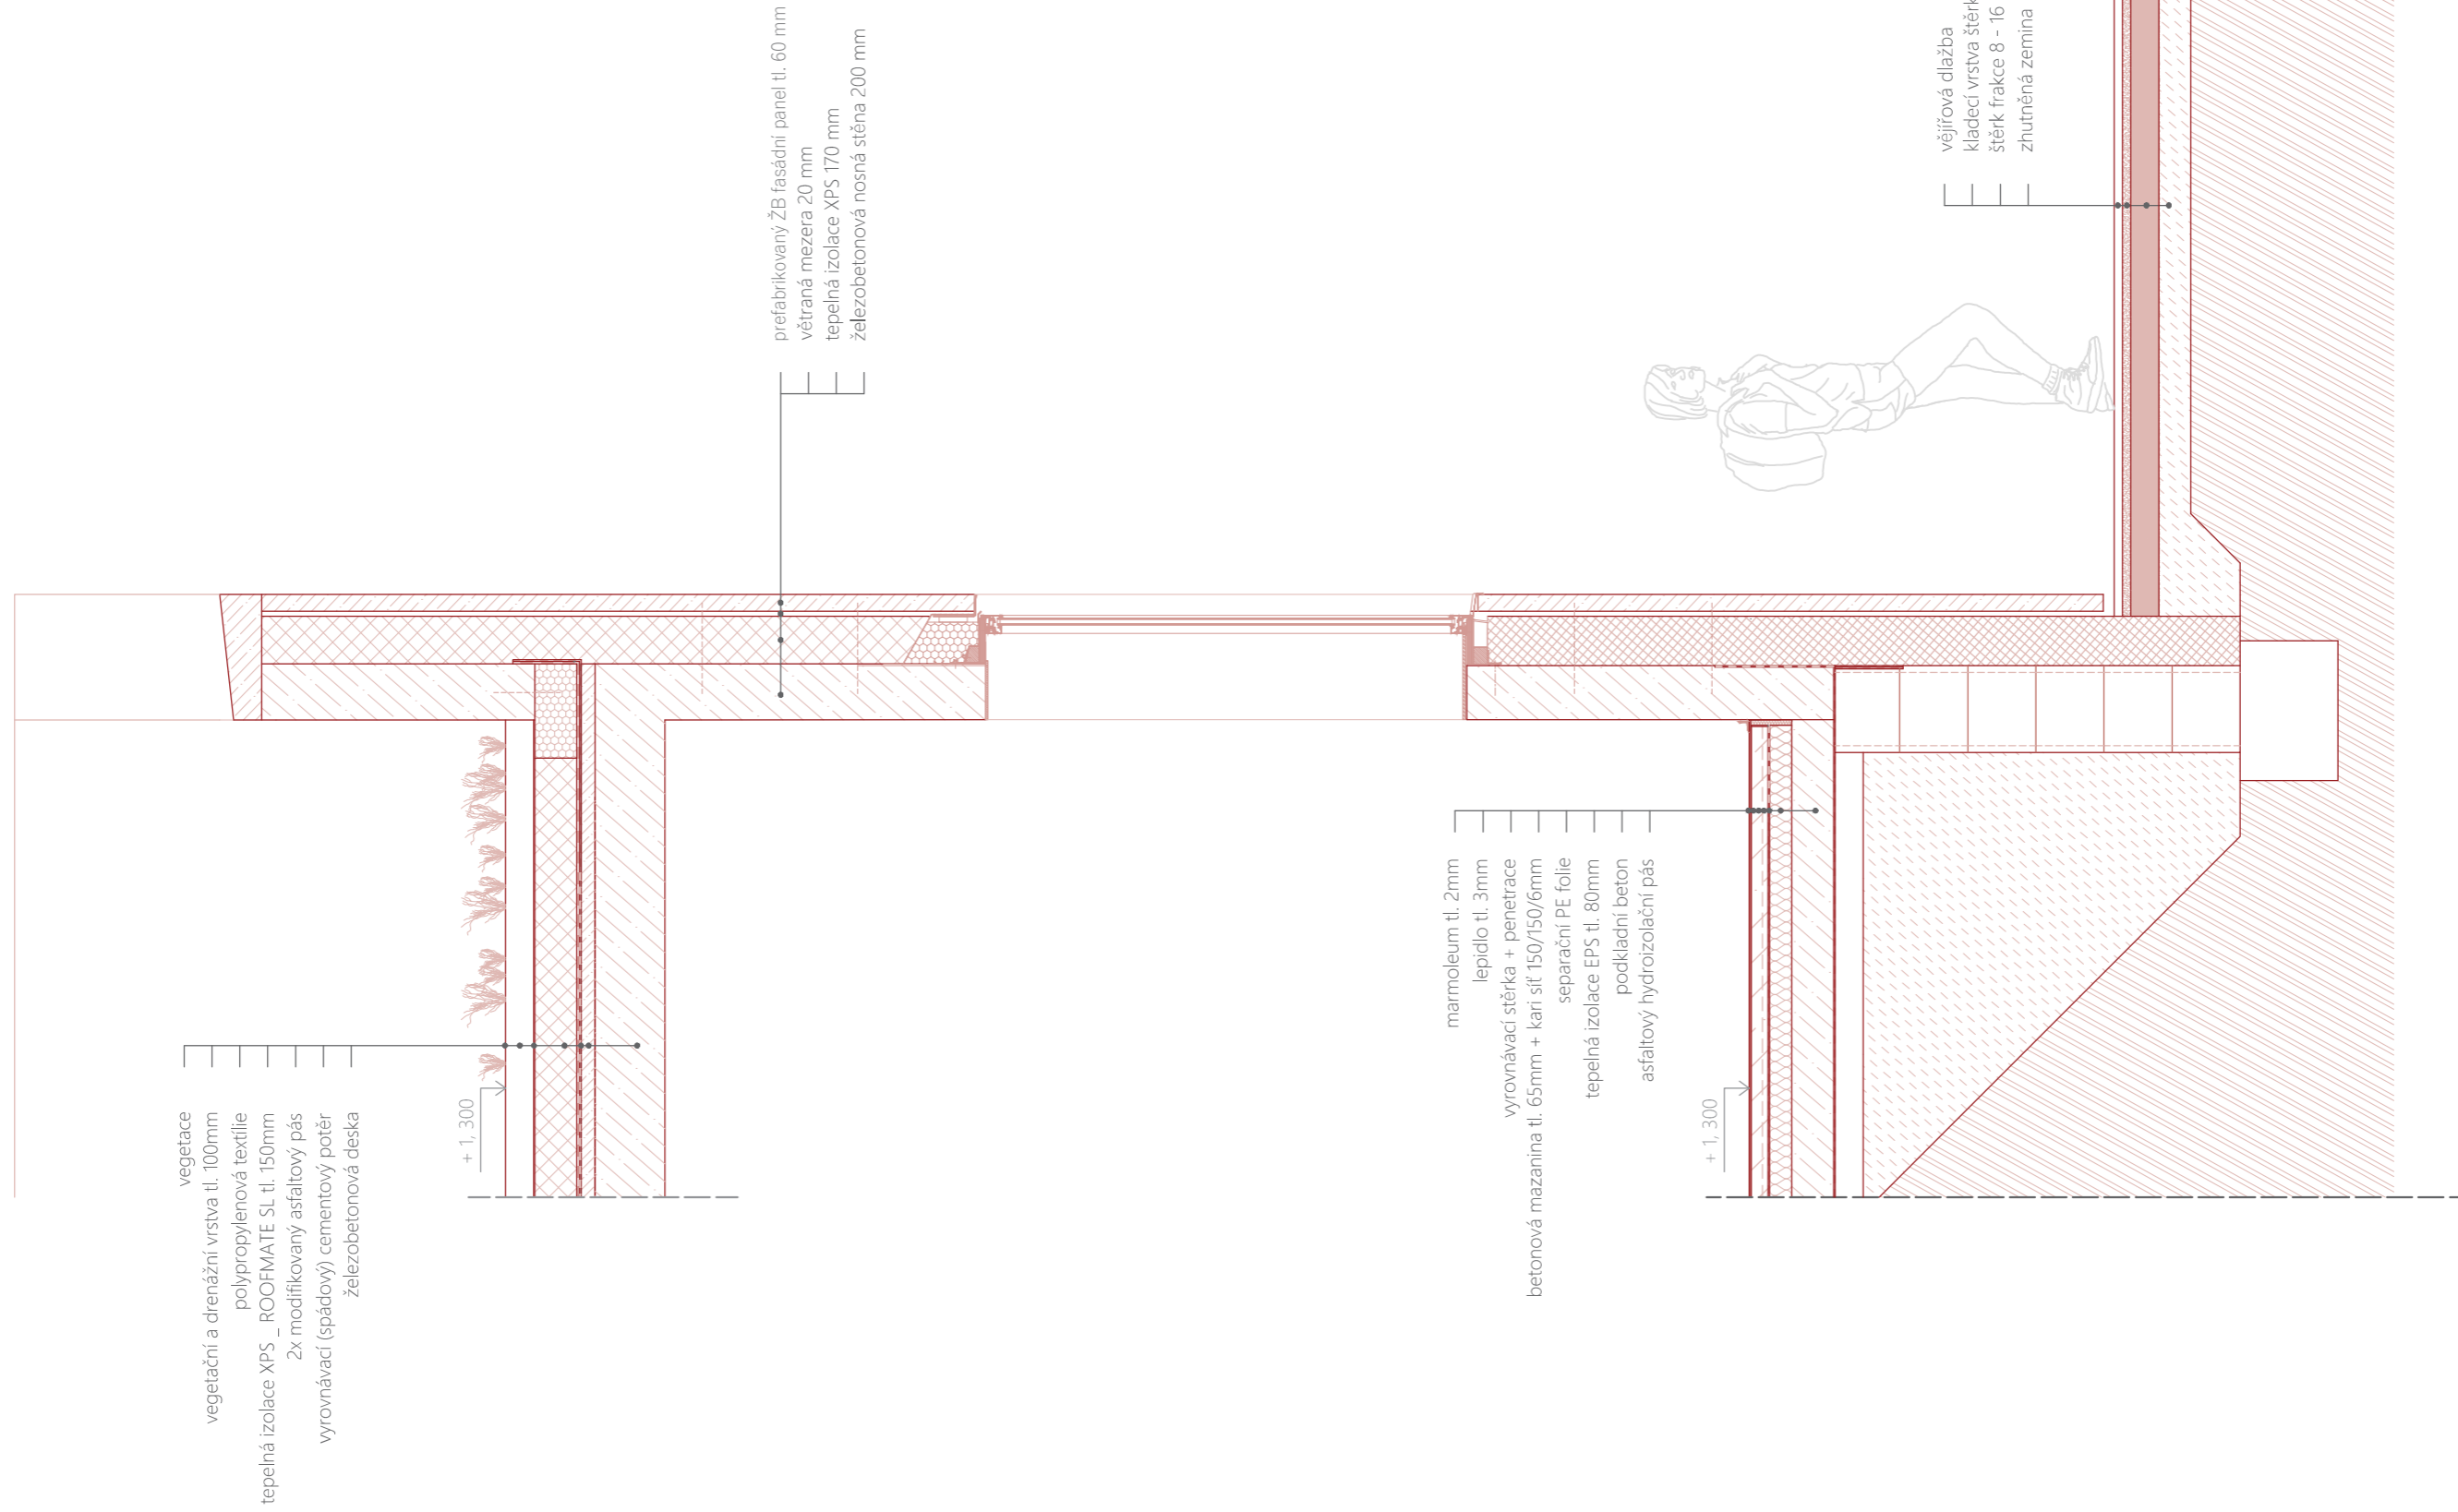 vegetace
vegetační a drenážní vrstva tl. 100mm
polypropylenová textílie
tepelná izolace XPS _ ROOFMATE SL tl. 150mm
2x modifikovaný asfaltový pás
vyrovnávací (spádový) cementový potěr
železobetonová deska
+ 1, 300
prefabrikovaný ŽB fasádní panel tl. 60 mm
větraná mezera 20 mm
tepelná izolace XPS 170 mm
železobetonová nosná stěna 200 mm
marmoleum tl. 2mm
lepidlo tl. 3mm
vyrovnávací stěrka + penetrace
betonová mazanina tl. 65mm + kari síť 150/150/6mm
separační PE folie
tepelná izolace EPS tl. 80mm
podkladní beton
asfaltový hydroizolační pás
+ 1, 300
vějířová dlažba
kladecí vrstva štěrk
štěrk frakce 8 - 16
zhutněná zemina